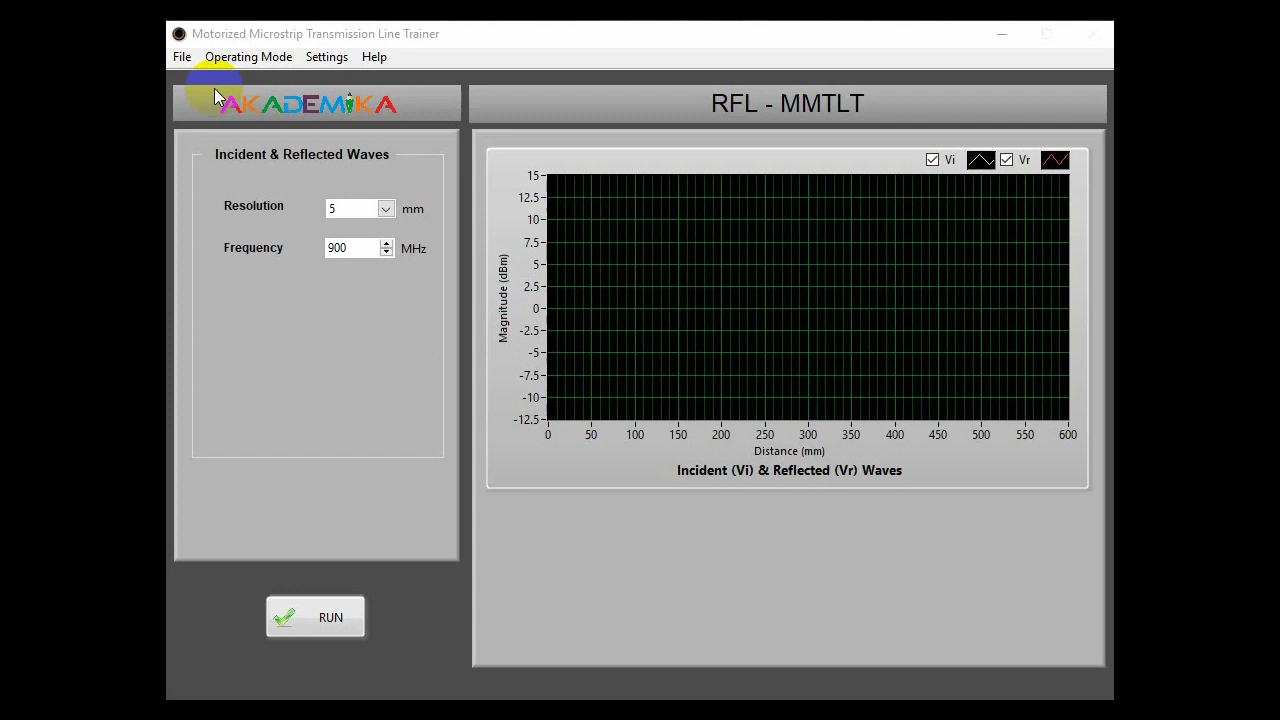 Motorized Microstrip Transmission Line Trainer
File Operating Mode Settings Help
AKADEMIKA
RFL - MMTLT
Incident & Reflected Waves
Resolution 5 mm
Frequency 900 MHz
RUN
Vi Vr
15
12.5
10
7.5
5
2.5
0
-2.5
-5
-7.5
-10
-12.5
Magnitude (dBm)
0 50 100 150 200 250 300 350 400 450 500 550 600
Distance (mm)
Incident (Vi) & Reflected (Vr) Waves